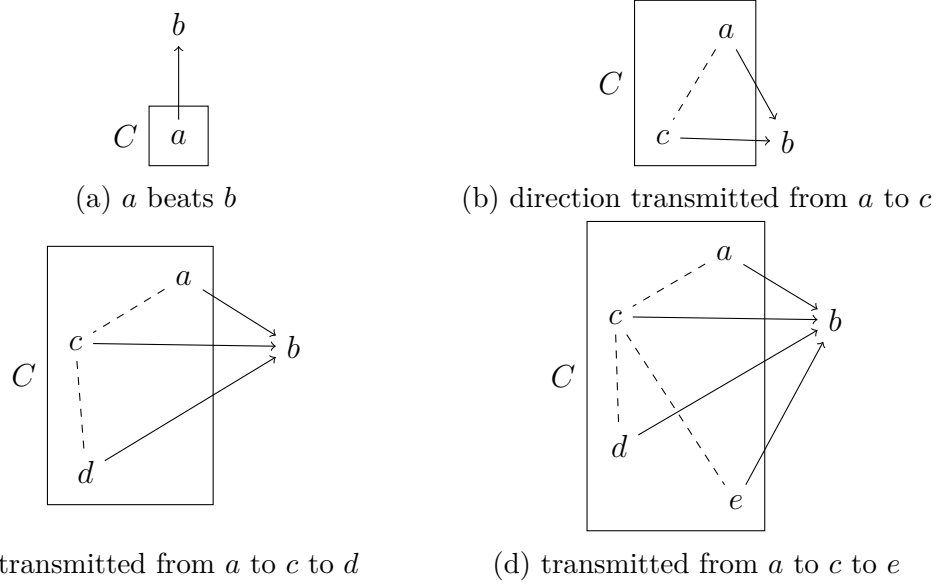 b
C a
(a) a beats b
a
C
c b
(b) direction transmitted from a to c
a
c
b
C
d
transmitted from a to c to d
a
c b
C
d
e
(d) transmitted from a to c to e